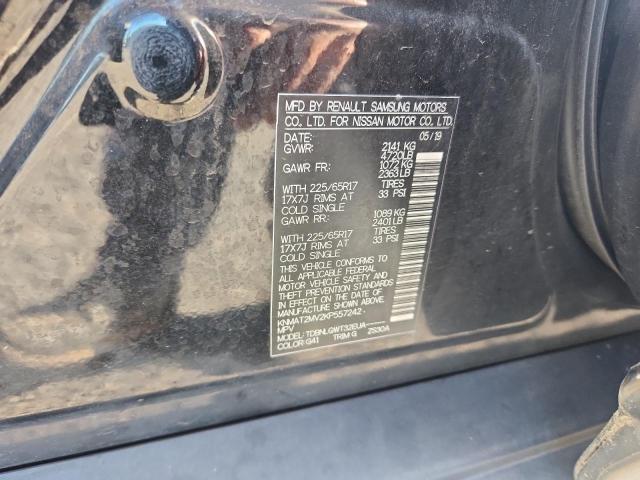 MFD BY RENAULT SAMSUNG MOTORS
CO., LTD. FOR NISSAN MOTOR CO., LTD.
DATE: 05/19
GVWR: 2141 KG
4720LB
GAWR FR: 1072 KG
2363LB
WITH 225/65R17 TIRES
17X7J RIMS AT 33 PSI
COLD SINGLE
GAWR RR: 1089 KG
2401LB
WITH 225/65R17 TIRES
17X7J RIMS AT 33 PSI
COLD SINGLE
THIS VEHICLE CONFORMS TO
ALL APPLICABLE FEDERAL
MOTOR VEHICLE SAFETY AND
THEFT PREVENTION STANDARDS
IN EFFECT ON THE DATE OF
MANUFACTURE SHOWN ABOVE.
KNMAT2MV2KP557242
MPV
MODEL: TDBNLGWT32EUA
COLOR: G41 TRIM: G ZS30A